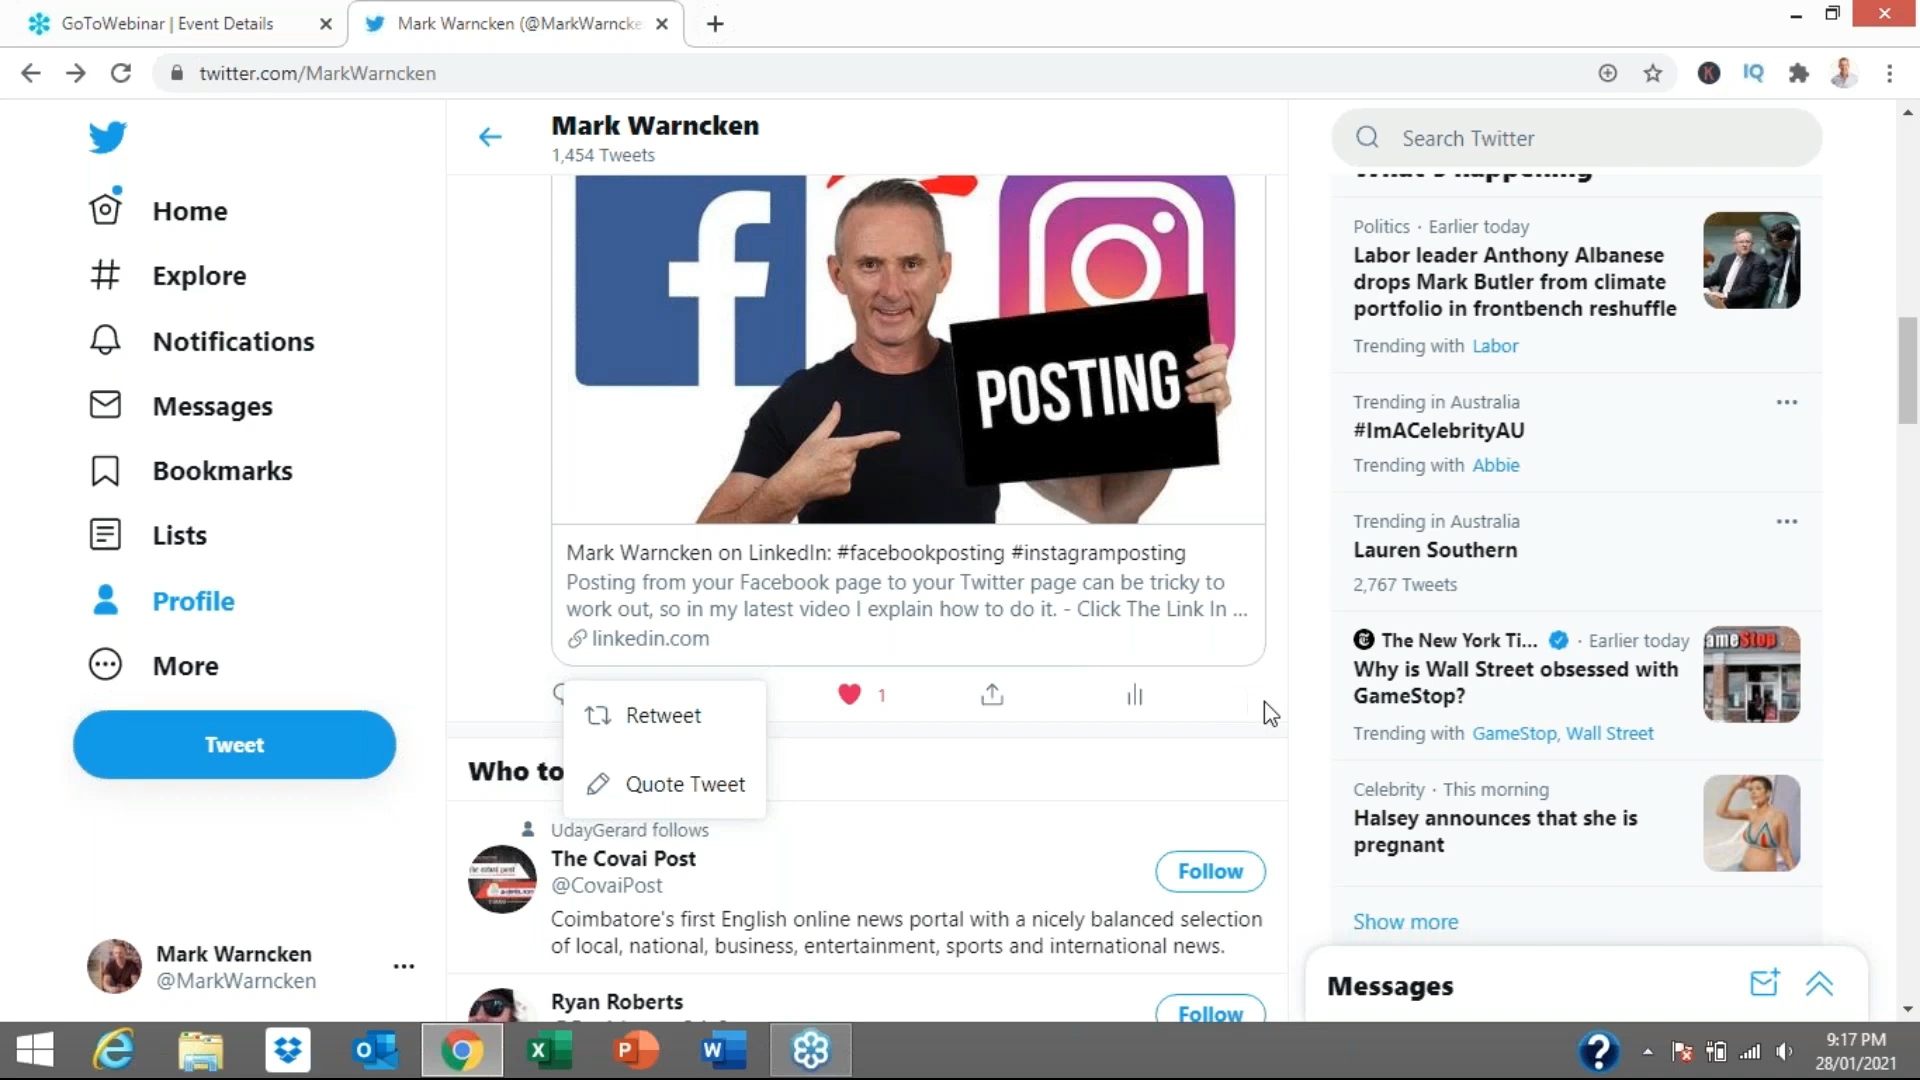 GoToWebinar | Event Details
Mark Warncken (@MarkWarncke
twitter.com/MarkWarncken
IQ
Home
Explore
Notifications
Messages
Bookmarks
Lists
Profile
More
Tweet
Mark Warncken
@MarkWarncken
Mark Warncken
1,454 Tweets
POSTING
Mark Warncken on LinkedIn: #facebookposting #instagramposting
Posting from your Facebook page to your Twitter page can be tricky to
work out, so in my latest video I explain how to do it. - Click The Link In ...
linkedin.com
1
Retweet
Quote Tweet
Who to
UdayGerard follows
The Covai Post
@CovaiPost
Follow
Coimbatore's first English online news portal with a nicely balanced selection
of local, national, business, entertainment, sports and international news.
Ryan Roberts
Follow
Search Twitter
What's happening
Politics · Earlier today
Labor leader Anthony Albanese
drops Mark Butler from climate
portfolio in frontbench reshuffle
Trending with Labor
Trending in Australia
#ImACelebrityAU
Trending with Abbie
Trending in Australia
Lauren Southern
2,767 Tweets
The New York Ti... · Earlier today
Why is Wall Street obsessed with
GameStop?
Trending with GameStop, Wall Street
ameStop
Celebrity · This morning
Halsey announces that she is
pregnant
Show more
Messages
9:17 PM
28/01/2021